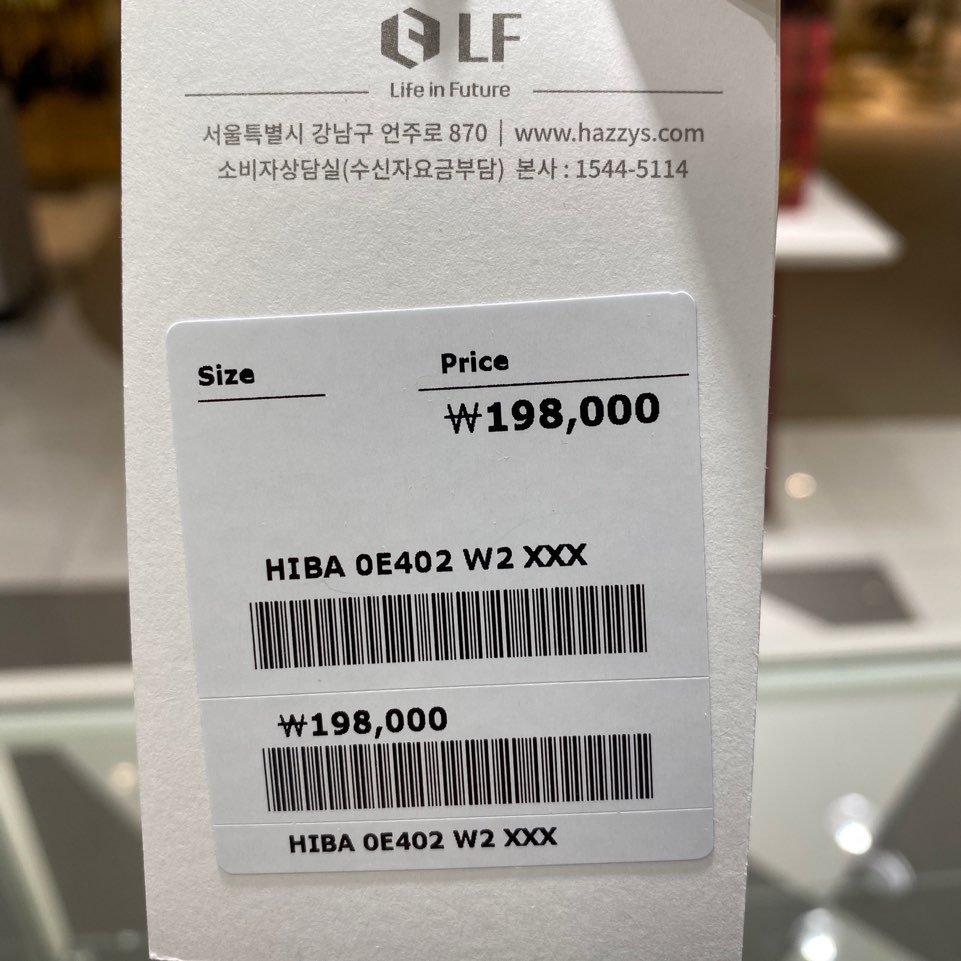 LF
Life in Future
서울특별시 강남구 언주로 870 | www.hazzys.com
소비자상담실(수신자요금부담) 본사 : 1544-5114
Size Price
₩198,000
HIBA 0E402 W2 XXX
₩198,000
HIBA 0E402 W2 XXX